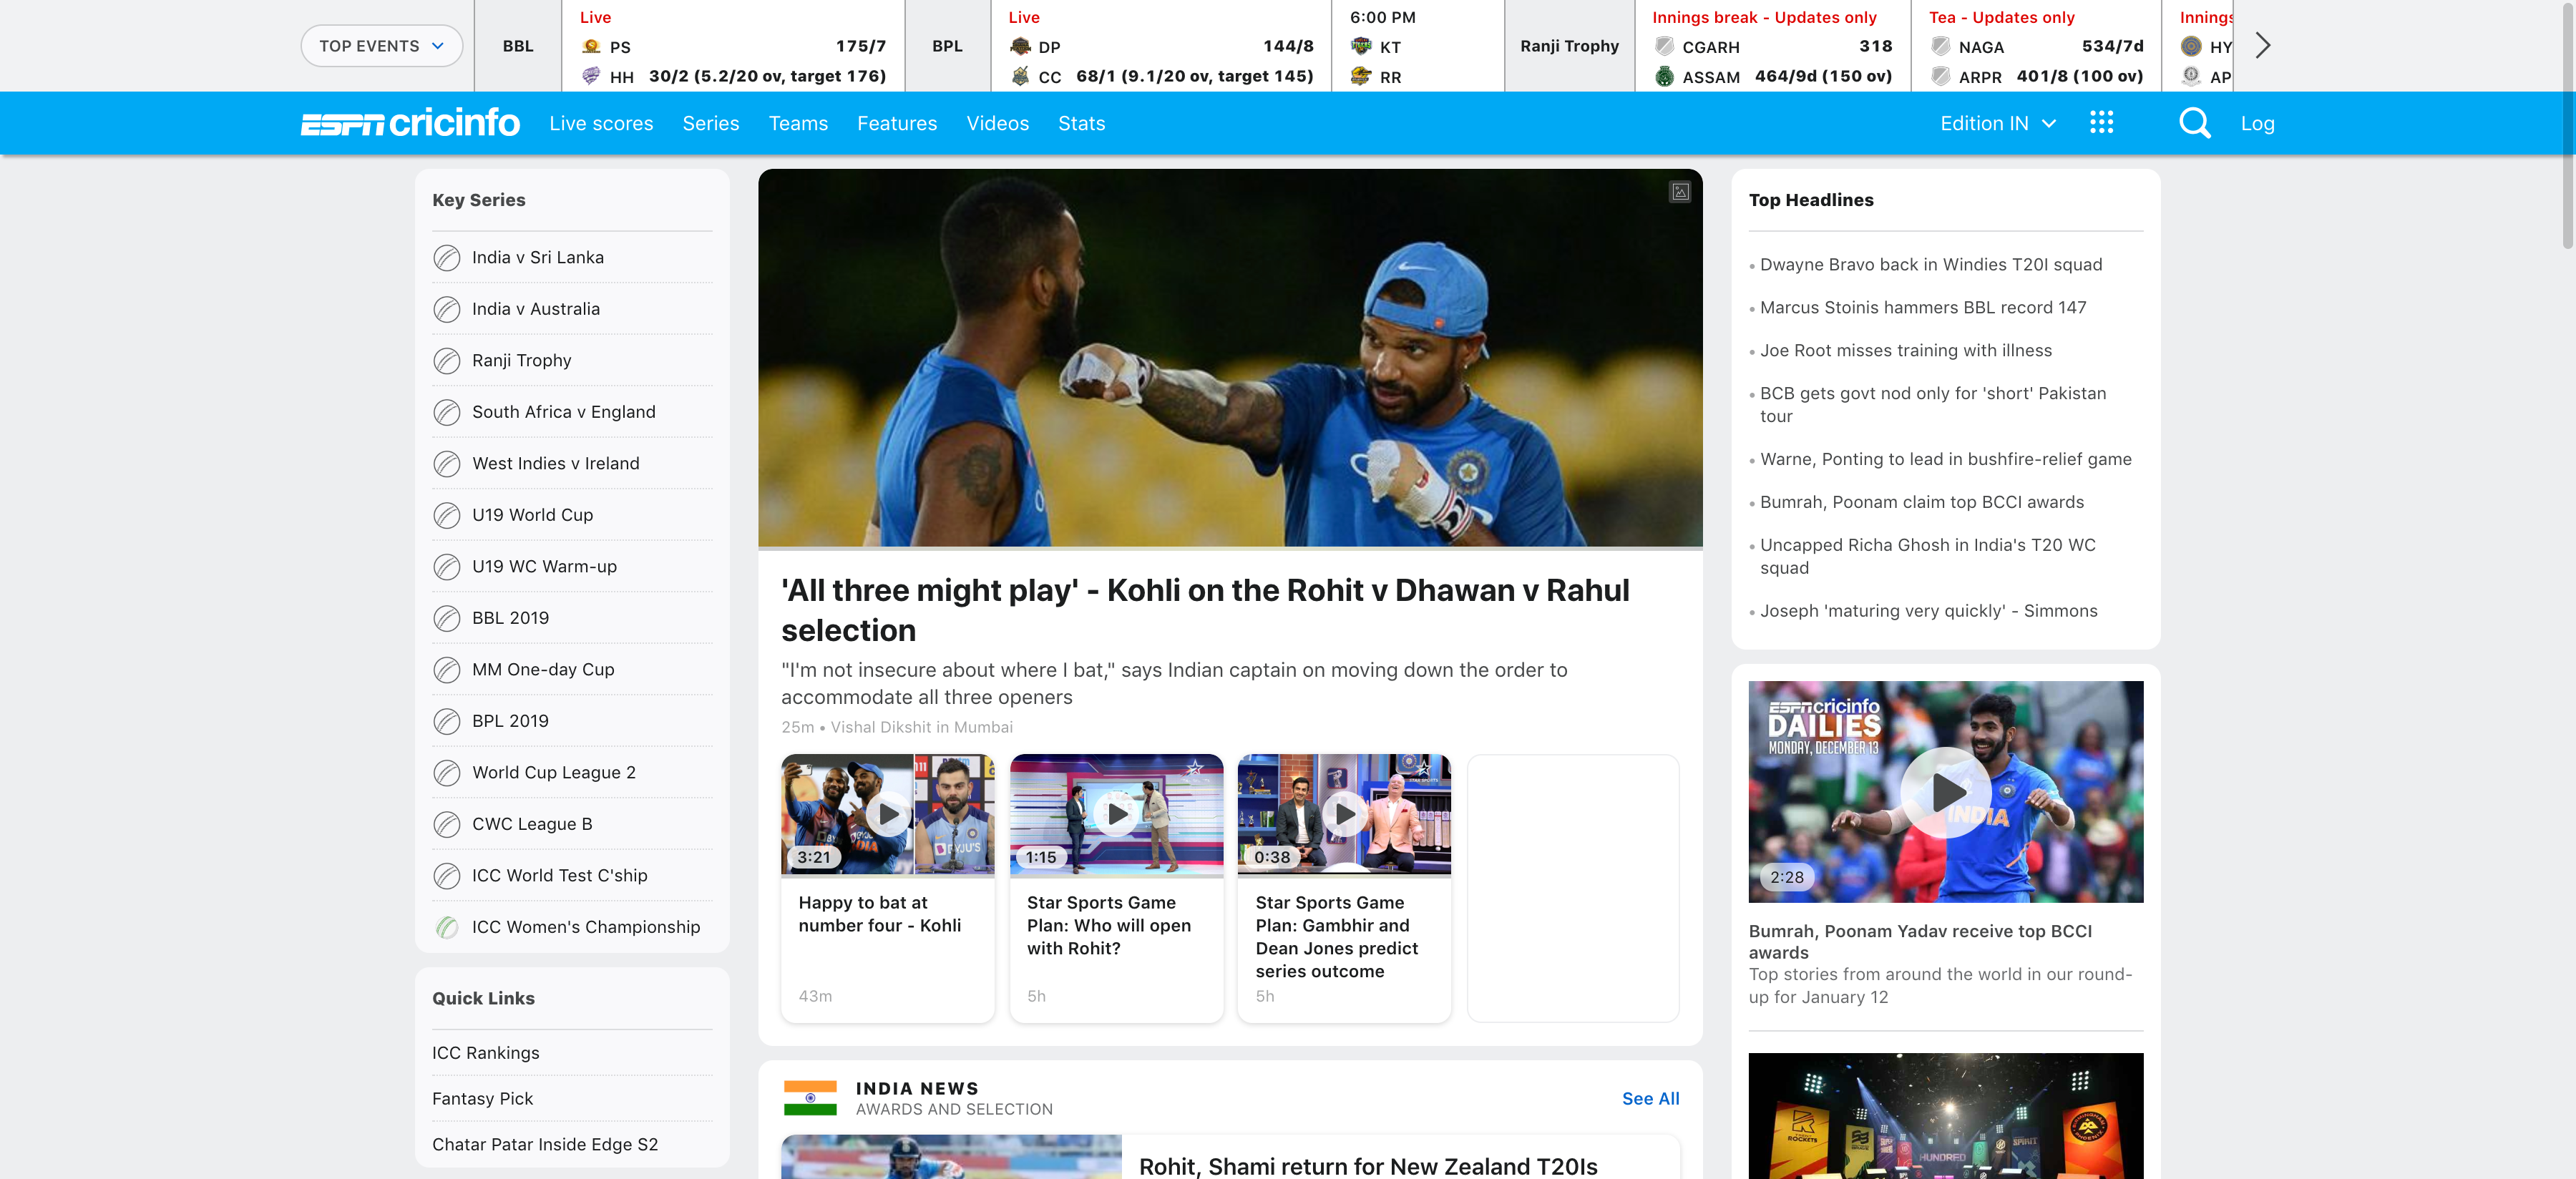 TOP EVENTS
BBL
Live
PS 175/7
HH 30/2 (5.2/20 ov, target 176)
BPL
Live
DP 144/8
CC 68/1 (9.1/20 ov, target 145)
6:00 PM
KT
RR
Ranji Trophy
Innings break - Updates only
CGARH 318
ASSAM 464/9d (150 ov)
Tea - Updates only
NAGA 534/7d
ARPR 401/8 (100 ov)
Innings
HY
AP
ESPN cricinfo
Live scores
Series
Teams
Features
Videos
Stats
Edition IN
Log
Key Series
India v Sri Lanka
India v Australia
Ranji Trophy
South Africa v England
West Indies v Ireland
U19 World Cup
U19 WC Warm-up
BBL 2019
MM One-day Cup
BPL 2019
World Cup League 2
CWC League B
ICC World Test C'ship
ICC Women's Championship
Quick Links
ICC Rankings
Fantasy Pick
Chatar Patar Inside Edge S2
'All three might play' - Kohli on the Rohit v Dhawan v Rahul
selection
"I'm not insecure about where I bat," says Indian captain on moving down the order to
accommodate all three openers
25m • Vishal Dikshit in Mumbai
BYJU'S
3:21
Happy to bat at
number four - Kohli
43m
1:15
Star Sports Game
Plan: Who will open
with Rohit?
5h
0:38
Star Sports Game
Plan: Gambhir and
Dean Jones predict
series outcome
5h
INDIA NEWS
AWARDS AND SELECTION
See All
Rohit, Shami return for New Zealand T20Is
Top Headlines
• Dwayne Bravo back in Windies T20I squad
• Marcus Stoinis hammers BBL record 147
• Joe Root misses training with illness
• BCB gets govt nod only for 'short' Pakistan
tour
• Warne, Ponting to lead in bushfire-relief game
• Bumrah, Poonam claim top BCCI awards
• Uncapped Richa Ghosh in India's T20 WC
squad
• Joseph 'maturing very quickly' - Simmons
ESPN cricinfo
DAILIES
MONDAY, DECEMBER 13
INDIA
2:28
Bumrah, Poonam Yadav receive top BCCI
awards
Top stories from around the world in our round-
up for January 12
ROCKETS
SPIRIT
HUNDRED
PHOENIX